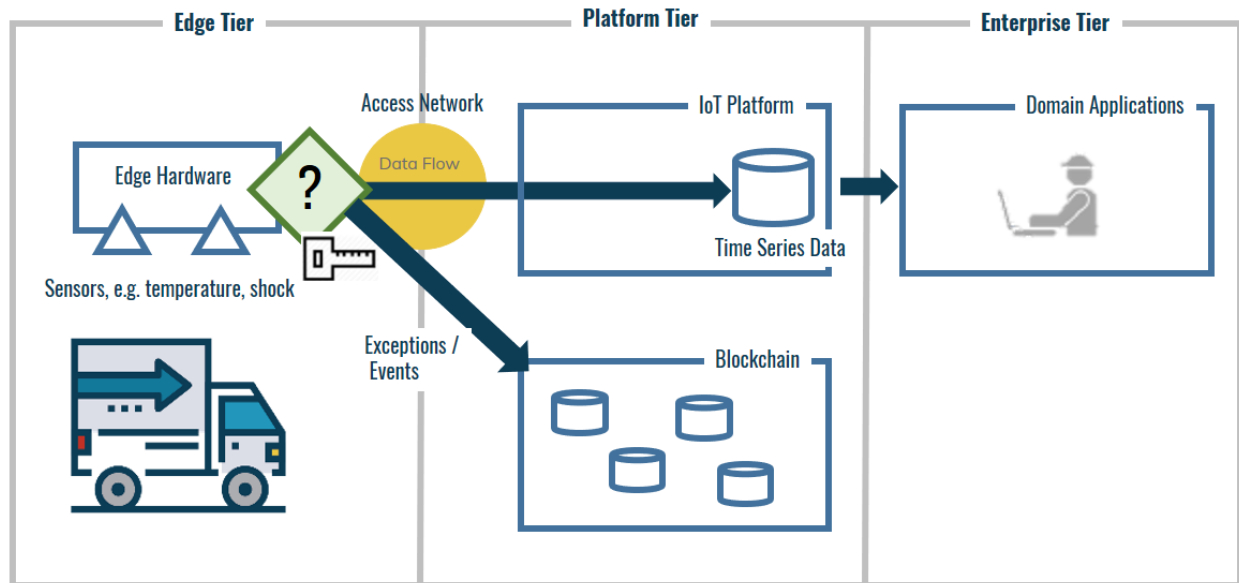 Edge Tier
Platform Tier
Enterprise Tier
Access Network
IoT Platform
Domain Applications
Data Flow
Edge Hardware
?
Time Series Data
Sensors, e.g. temperature, shock
Exceptions /
Events
Blockchain